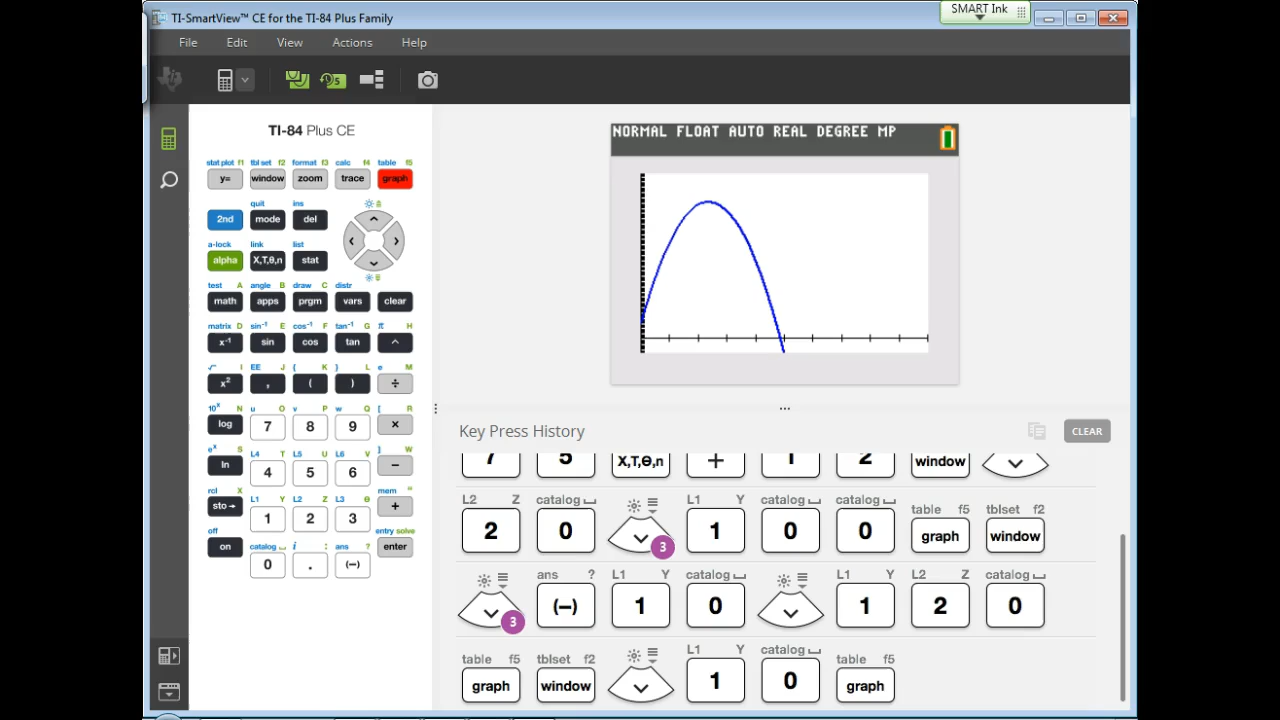 TI-SmartView™ CE for the TI-84 Plus Family
SMART Ink
File Edit View Actions Help
TI-84 Plus CE
NORMAL FLOAT AUTO REAL DEGREE MP
stat plot f1 tbl set f2 format f3 calc f4 table f5
y= window zoom trace graph
quit ins
2nd mode del
a-lock link list
alpha X,T,θ,n stat
test A angle B draw C distr
math apps prgm vars clear
matrix D sin⁻¹ E cos⁻¹ F tan⁻¹ G π H
x⁻¹ sin cos tan ^
√ I EE J { K } L e M
x² , ( ) ÷
10ˣ N u O v P w Q [ R
log 7 8 9 ×
eˣ S L4 T L5 U L6 V ] W
ln 4 5 6 −
rcl X L1 Y L2 Z L3 θ mem "
sto→ 1 2 3 +
off catalog ⎵ i : ans ? entry solve
on 0 . (−) enter
Key Press History
CLEAR
7 5 X,T,Θ,n + 1 2 window
L2 Z catalog ⎵ L1 Y catalog ⎵ catalog ⎵ table f5 tblset f2
2 0 3 1 0 0 graph window
ans ? L1 Y catalog ⎵ L1 Y L2 Z catalog ⎵
3 (−) 1 0 1 2 0
table f5 tblset f2 L1 Y catalog ⎵ table f5
graph window 1 0 graph